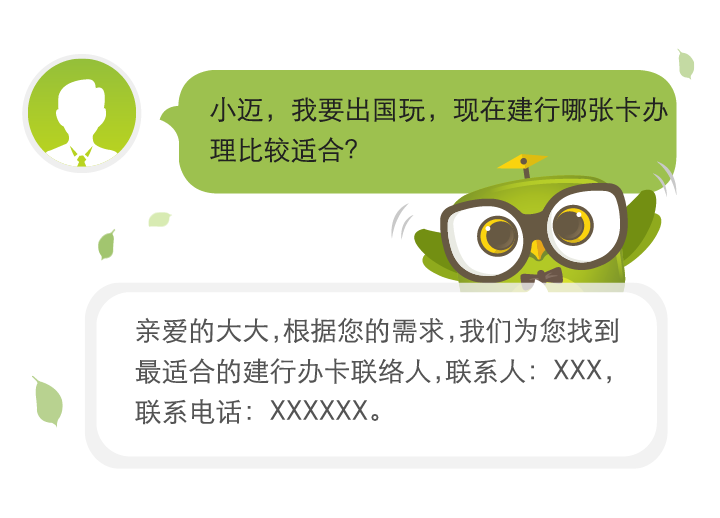 小迈，我要出国玩，现在建行哪张卡办
理比较适合？
亲爱的大大,根据您的需求,我们为您找到
最适合的建行办卡联络人,联系人：XXX，
联系电话：XXXXXX。